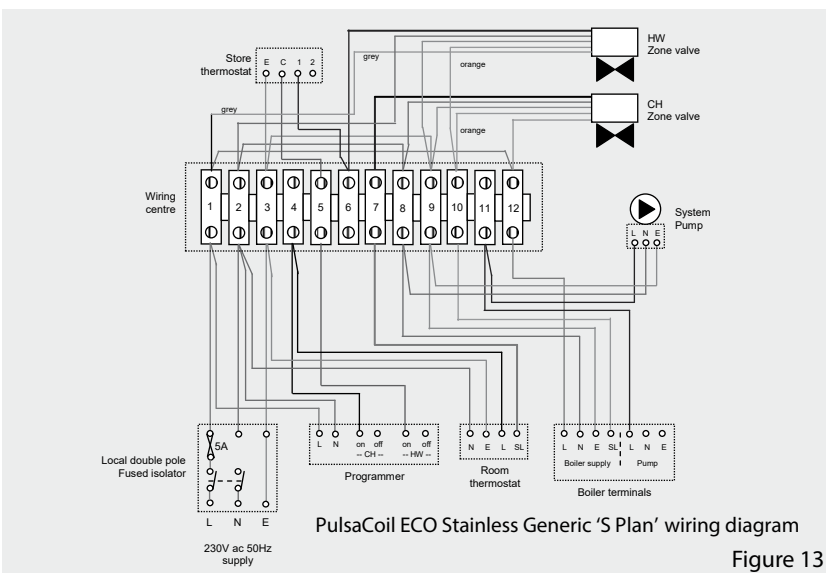 HW
Zone valve
grey
orange
Store
thermostat
E C 1 2
CH
Zone valve
grey
orange
Wiring
centre
1 2 3 4 5 6 7 8 9 10 11 12
System
Pump
L N E
5A
Local double pole
Fused isolator
L N E
230V ac 50Hz
supply
L N on off on off
-- CH -- -- HW --
Programmer
N E L SL
Room
thermostat
L N E SL L N E
Boiler supply Pump
Boiler terminals
PulsaCoil ECO Stainless Generic ‘S Plan’ wiring diagram
Figure 13